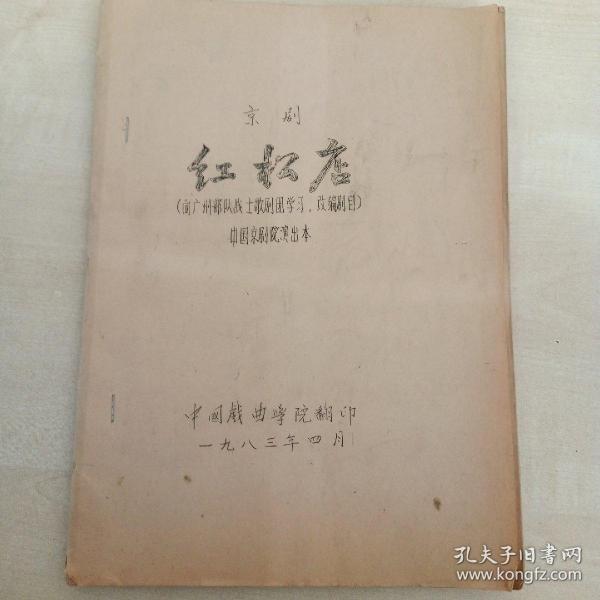 京剧
红松店
(向广州部队战士歌剧团学习、改编剧目)
中国京剧院演出本
中國戲曲学院翻印
一九八三年四月
孔夫子旧书网
www.kongfz.com